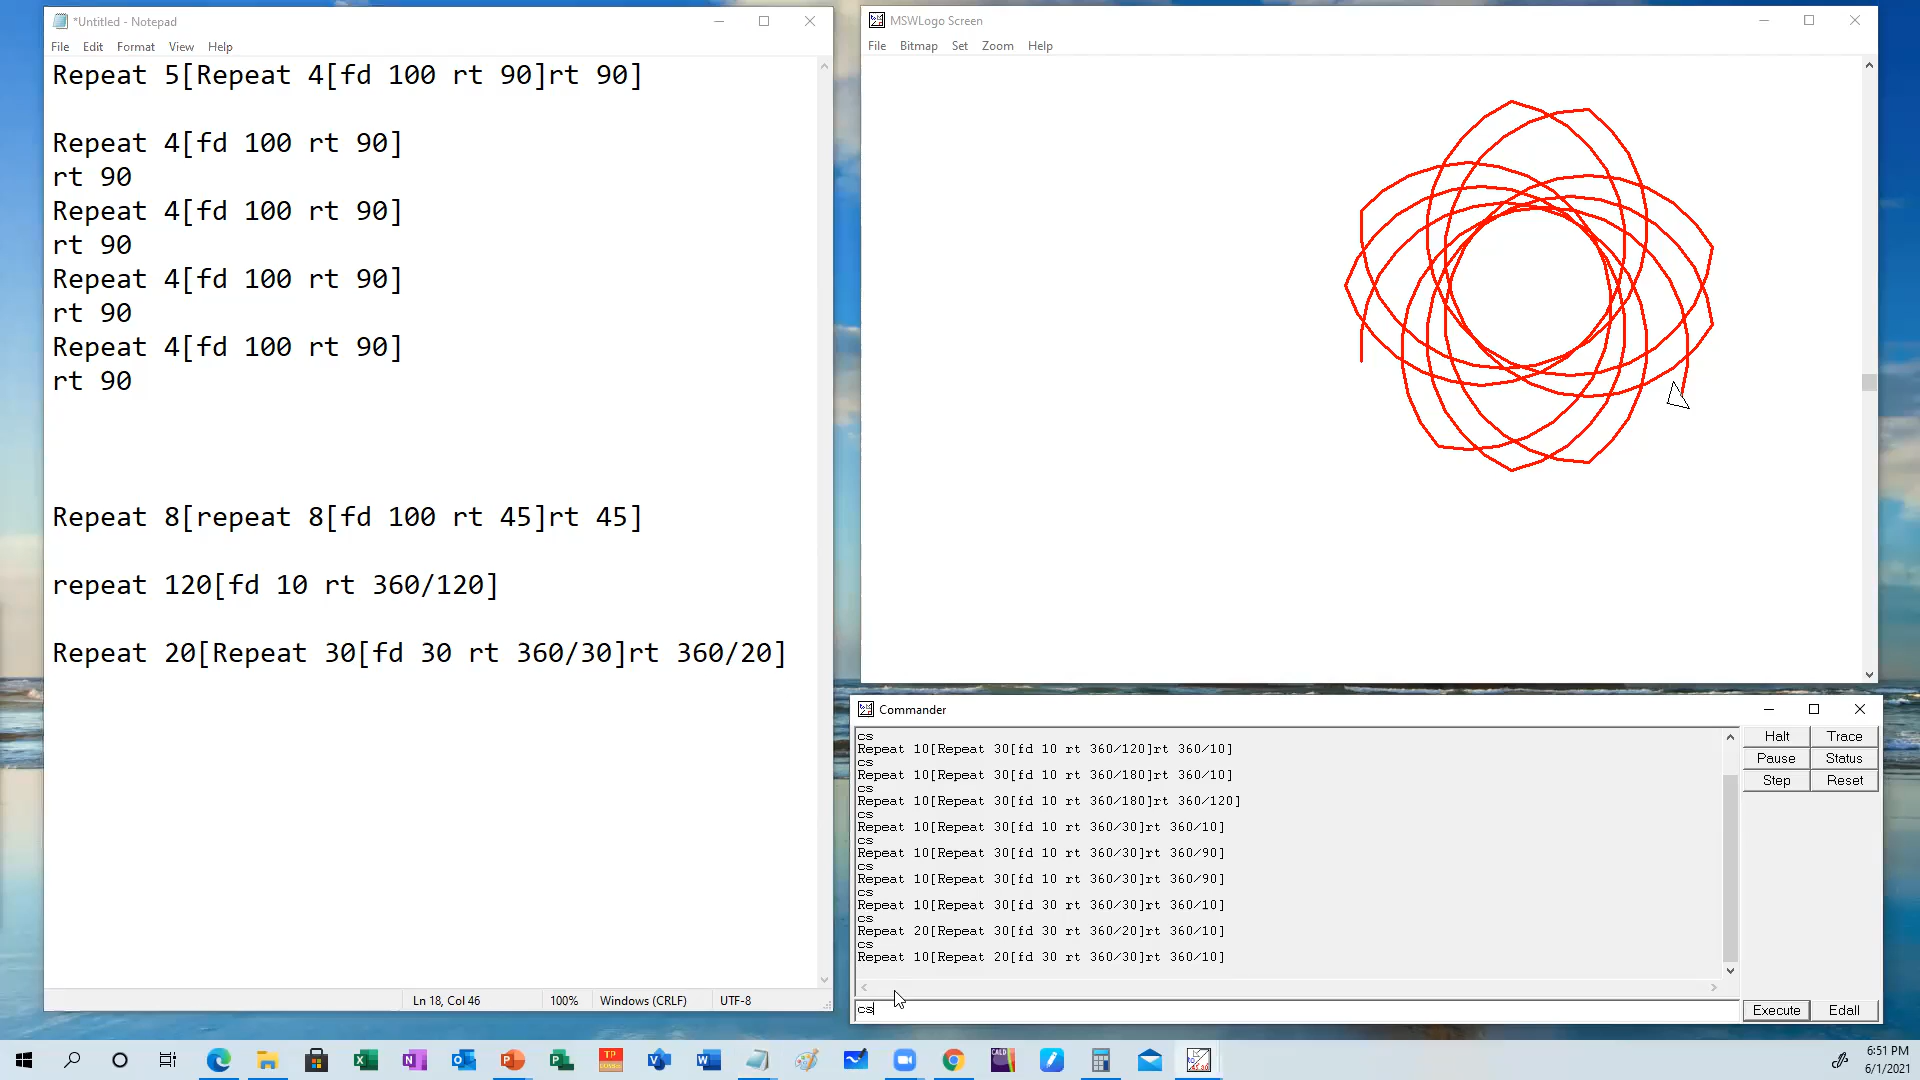 *Untitled - Notepad
File Edit Format View Help
Repeat 5[Repeat 4[fd 100 rt 90]rt 90]
Repeat 4[fd 100 rt 90]
rt 90
Repeat 4[fd 100 rt 90]
rt 90
Repeat 4[fd 100 rt 90]
rt 90
Repeat 4[fd 100 rt 90]
rt 90
Repeat 8[repeat 8[fd 100 rt 45]rt 45]
repeat 120[fd 10 rt 360/120]
Repeat 20[Repeat 30[fd 30 rt 360/30]rt 360/20]
Ln 18, Col 46 100% Windows (CRLF) UTF-8
MSWLogo Screen
File Bitmap Set Zoom Help
Commander
cs
Repeat 10[Repeat 30[fd 10 rt 360/120]rt 360/10]
cs
Repeat 10[Repeat 30[fd 10 rt 360/180]rt 360/10]
cs
Repeat 10[Repeat 30[fd 10 rt 360/180]rt 360/120]
cs
Repeat 10[Repeat 30[fd 10 rt 360/30]rt 360/10]
cs
Repeat 10[Repeat 30[fd 10 rt 360/30]rt 360/90]
cs
Repeat 10[Repeat 30[fd 10 rt 360/30]rt 360/90]
cs
Repeat 10[Repeat 30[fd 30 rt 360/30]rt 360/10]
cs
Repeat 20[Repeat 30[fd 30 rt 360/20]rt 360/10]
cs
Repeat 10[Repeat 20[fd 30 rt 360/30]rt 360/10]
cs
Halt Trace
Pause Status
Step Reset
Execute Edall
6:51 PM
6/1/2021